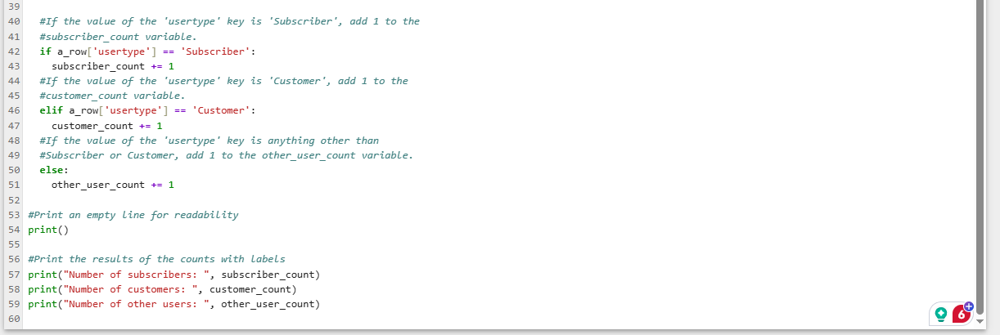 39
40 #If the value of the 'usertype' key is 'Subscriber', add 1 to the
41 #subscriber_count variable.
42 if a_row['usertype'] == 'Subscriber':
43 subscriber_count += 1
44 #If the value of the 'usertype' key is 'Customer', add 1 to the
45 #customer_count variable.
46 elif a_row['usertype'] == 'Customer':
47 customer_count += 1
48 #If the value of the 'usertype' key is anything other than
49 #Subscriber or Customer, add 1 to the other_user_count variable.
50 else:
51 other_user_count += 1
52
53 #Print an empty line for readability
54 print()
55
56 #Print the results of the counts with labels
57 print("Number of subscribers: ", subscriber_count)
58 print("Number of customers: ", customer_count)
59 print("Number of other users: ", other_user_count)
60
6